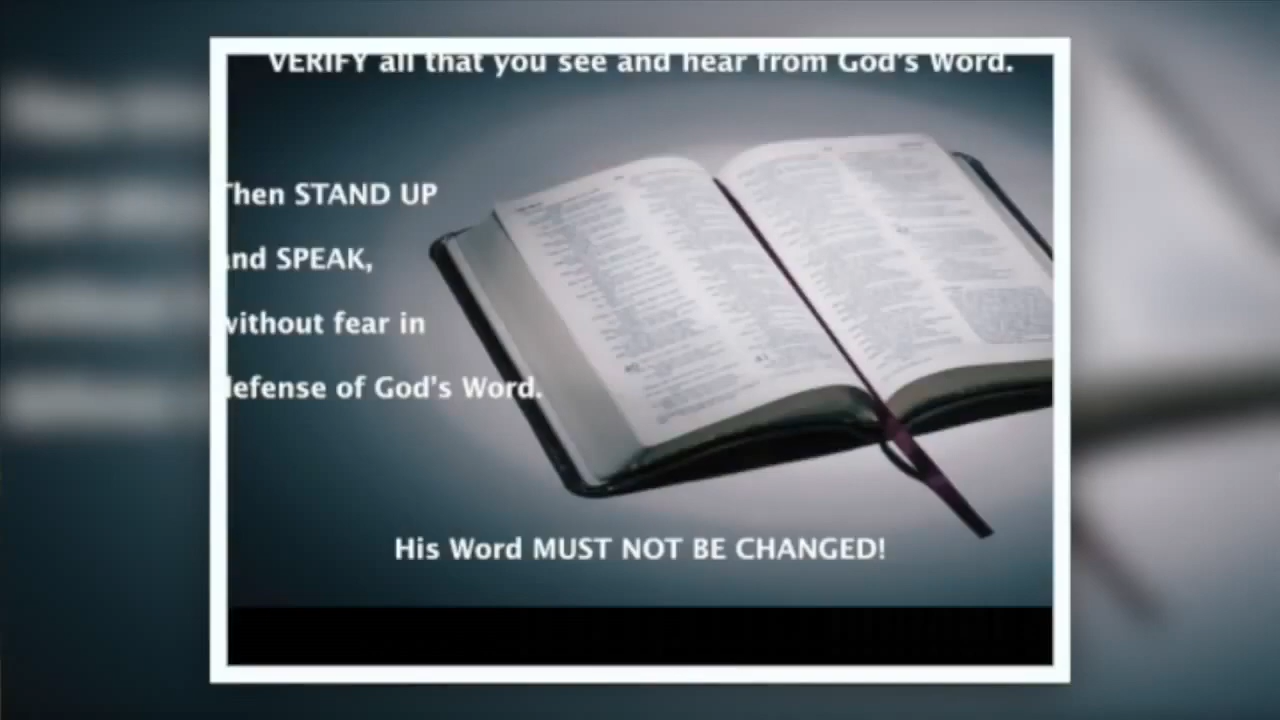 VERIFY all that you see and hear from God's Word.
Then STAND UP
and SPEAK,
without fear in
defense of God's Word.
His Word MUST NOT BE CHANGED!